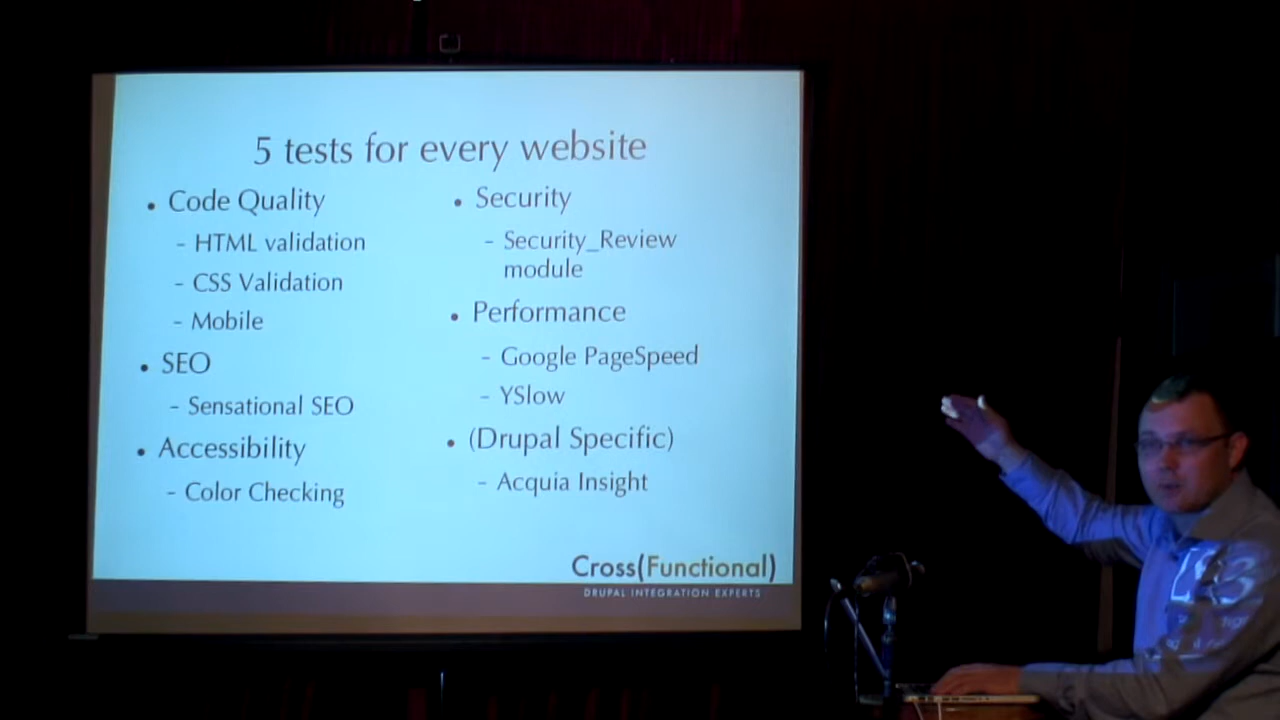 5 tests for every website
• Code Quality
– HTML validation
– CSS Validation
– Mobile
• SEO
– Sensational SEO
• Accessibility
– Color Checking
• Security
– Security_Review
module
• Performance
– Google PageSpeed
– YSlow
• (Drupal Specific)
– Acquia Insight
Cross(Functional)
DRUPAL INTEGRATION EXPERTS